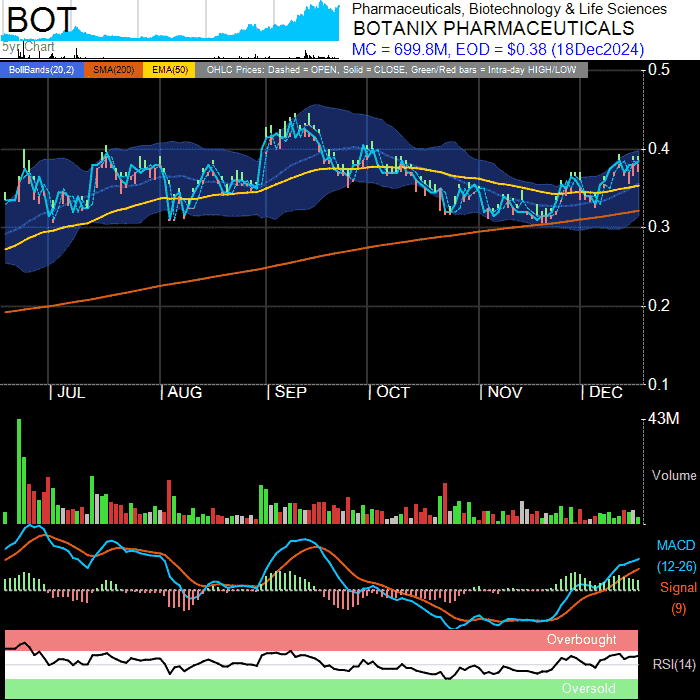 BOT
5yr Chart
Pharmaceuticals, Biotechnology & Life Sciences
BOTANIX PHARMACEUTICALS
MC = 699.8M, EOD = $0.38 (18Dec2024)
BollBands(20,2) SMA(200) EMA(50) OHLC Prices: Dashed = OPEN, Solid = CLOSE, Green/Red bars = Intra-day HIGH/LOW
0.5
0.4
0.3
0.2
0.1
JUL AUG SEP OCT NOV DEC
43M
Volume
MACD
(12-26)
Signal
(9)
Overbought
RSI(14)
Oversold